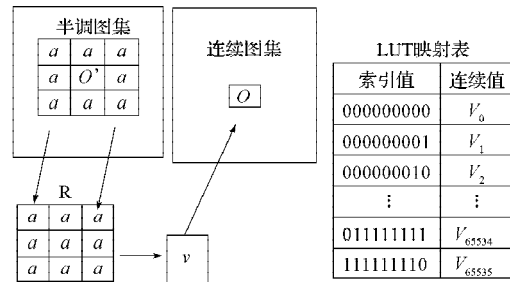 半调图集
a a a
a O' a
a a a
连续图集
O
R
a a a
a a a
a a a
v
LUT映射表
索引值 连续值
000000000 V0
000000001 V1
000000010 V2
⋮ ⋮
011111111 V65534
111111110 V65535